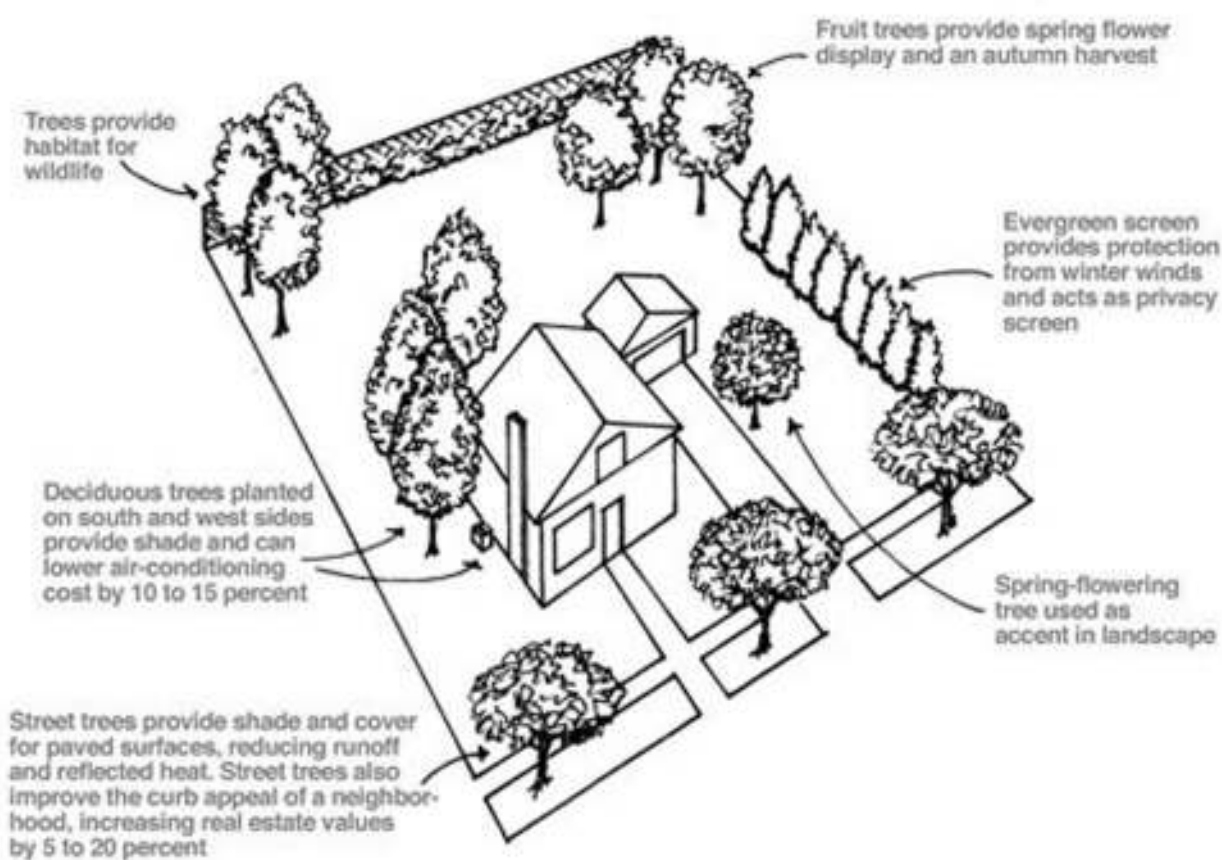 Fruit trees provide spring flower
display and an autumn harvest
Trees provide
habitat for
wildlife
Evergreen screen
provides protection
from winter winds
and acts as privacy
screen
Deciduous trees planted
on south and west sides
provide shade and can
lower air-conditioning
cost by 10 to 15 percent
Spring-flowering
tree used as
accent in landscape
Street trees provide shade and cover
for paved surfaces, reducing runoff
and reflected heat. Street trees also
improve the curb appeal of a neighbor-
hood, increasing real estate values
by 5 to 20 percent